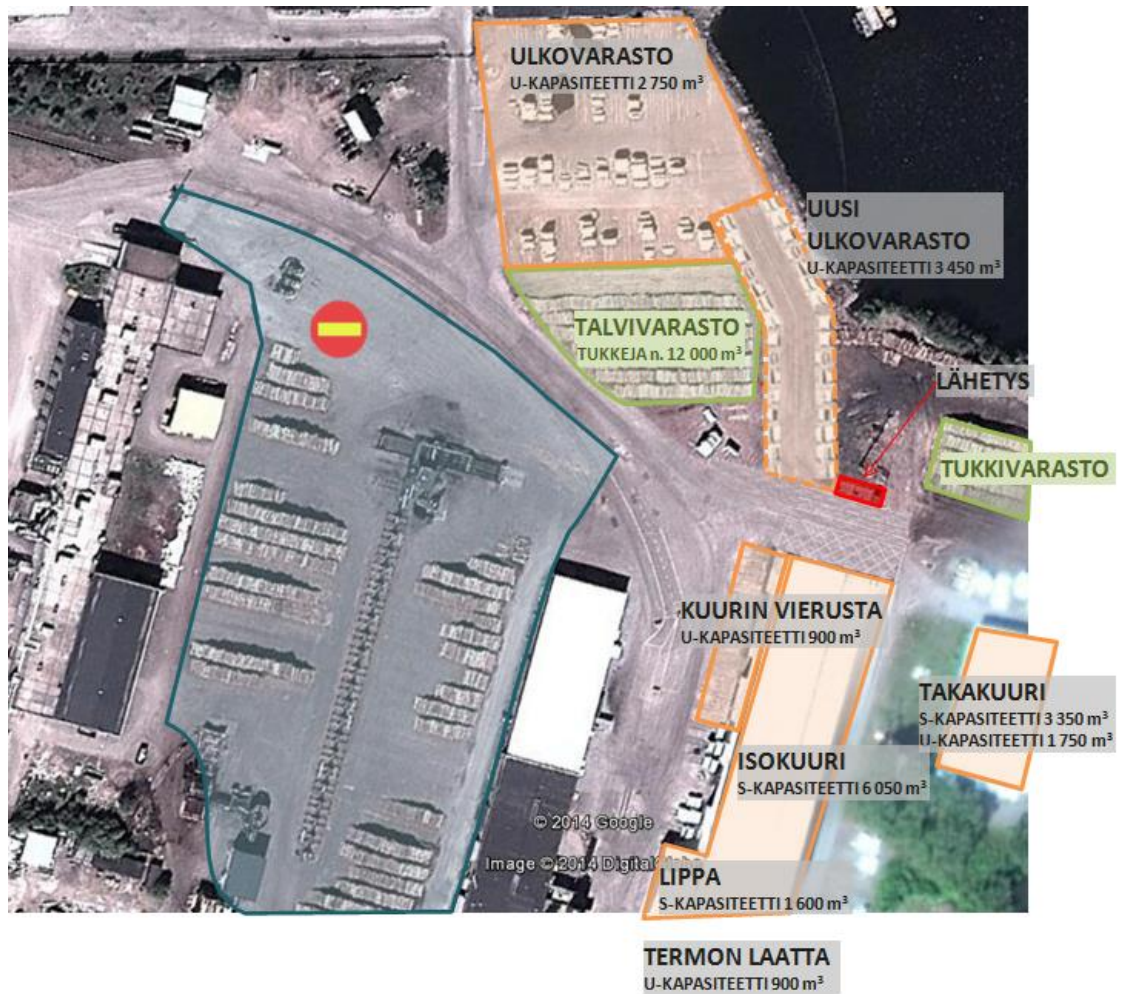 ULKOVARASTO
U-KAPASITEETTI 2 750 m³
UUSI
ULKOVARASTO
U-KAPASITEETTI 3 450 m³
TALVIVARASTO
TUKKEJA n. 12 000 m³
LÄHETYS
TUKKIVARASTO
KUURIN VIERUSTA
U-KAPASITEETTI 900 m³
TAKAKUURI
S-KAPASITEETTI 3 350 m³
U-KAPASITEETTI 1 750 m³
ISOKUURI
S-KAPASITEETTI 6 050 m³
© 2014 Google
Image © 2014 Digital
LIPPA
S-KAPASITEETTI 1 600 m³
TERMON LAATTA
U-KAPASITEETTI 900 m³